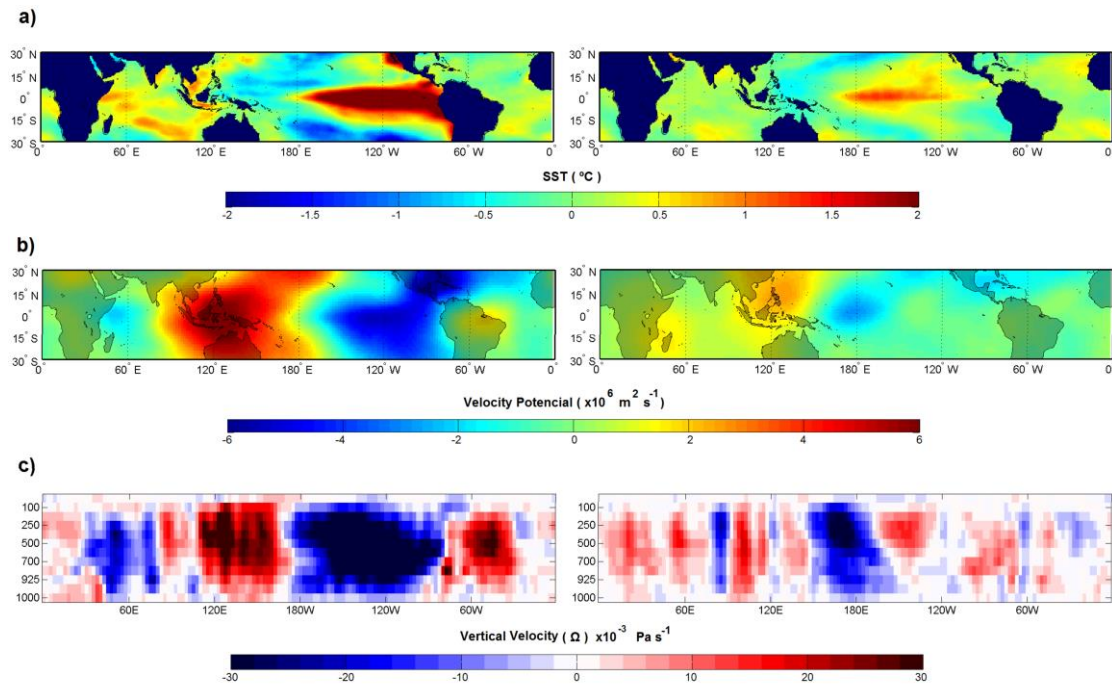 a)
30° N
15° N
0°
15° S
30° S
0° 60° E 120° E 180° E 120° W 60° W 0°
30° N
15° N
0°
15° S
30° S
0° 60° E 120° E 180° E 120° W 60° W 0°
SST ( ºC )
-2 -1.5 -1 -0.5 0 0.5 1 1.5 2
b)
30° N
15° N
0°
15° S
30° S
0° 60° E 120° E 180° E 120° W 60° W 0°
30° N
15° N
0°
15° S
30° S
0° 60° E 120° E 180° E 120° W 60° W 0°
Velocity Potencial ( x10⁶ m² s⁻¹)
-6 -4 -2 0 2 4 6
c)
100
250
500
700
925
1000
60E 120E 180E 120W 60W
100
250
500
700
925
1000
60E 120E 180E 120W 60W
Vertical Velocity ( Ω ) x10⁻³ Pa s⁻¹
-30 -20 -10 0 10 20 30